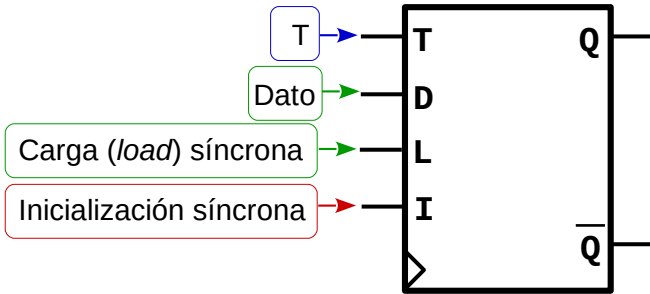 T T Q
Dato D
Carga (load) síncrona L
Inicialización síncrona I
Q̅